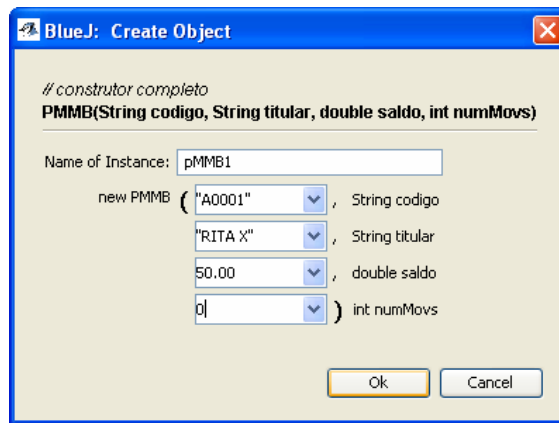 BlueJ: Create Object
// construtor completo
PMMB(String codigo, String titular, double saldo, int numMovs)
Name of Instance: pMMB1
new PMMB ( "A0001" , String codigo
"RITA X" , String titular
50.00 , double saldo
0 ) int numMovs
Ok Cancel